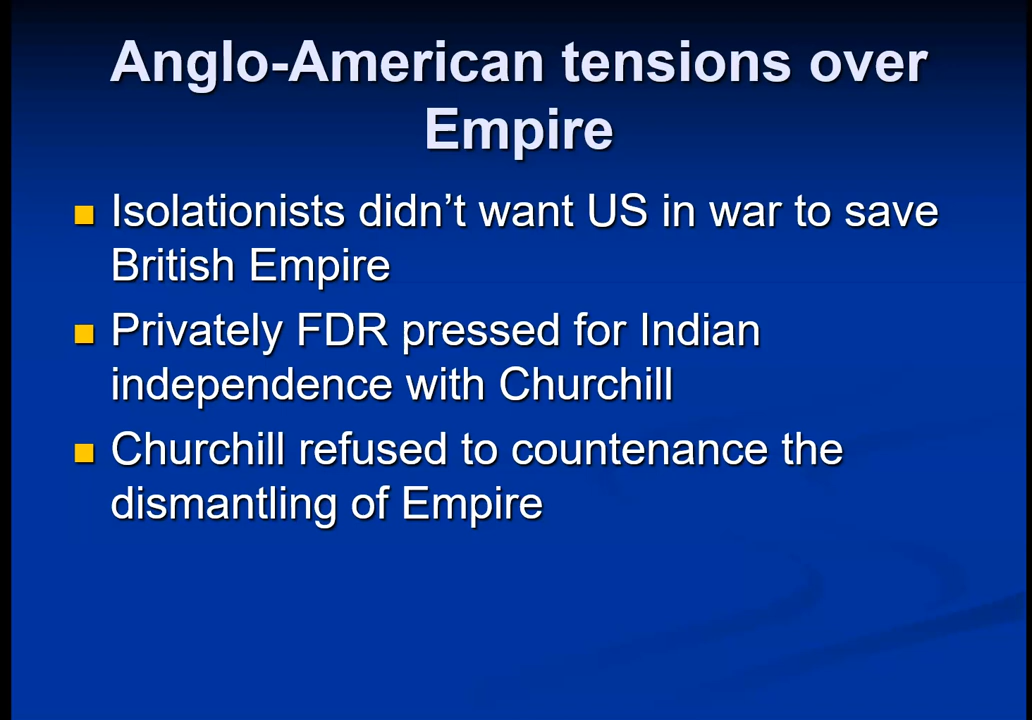 Anglo-American tensions over
Empire
Isolationists didn’t want US in war to save
British Empire
Privately FDR pressed for Indian
independence with Churchill
Churchill refused to countenance the
dismantling of Empire